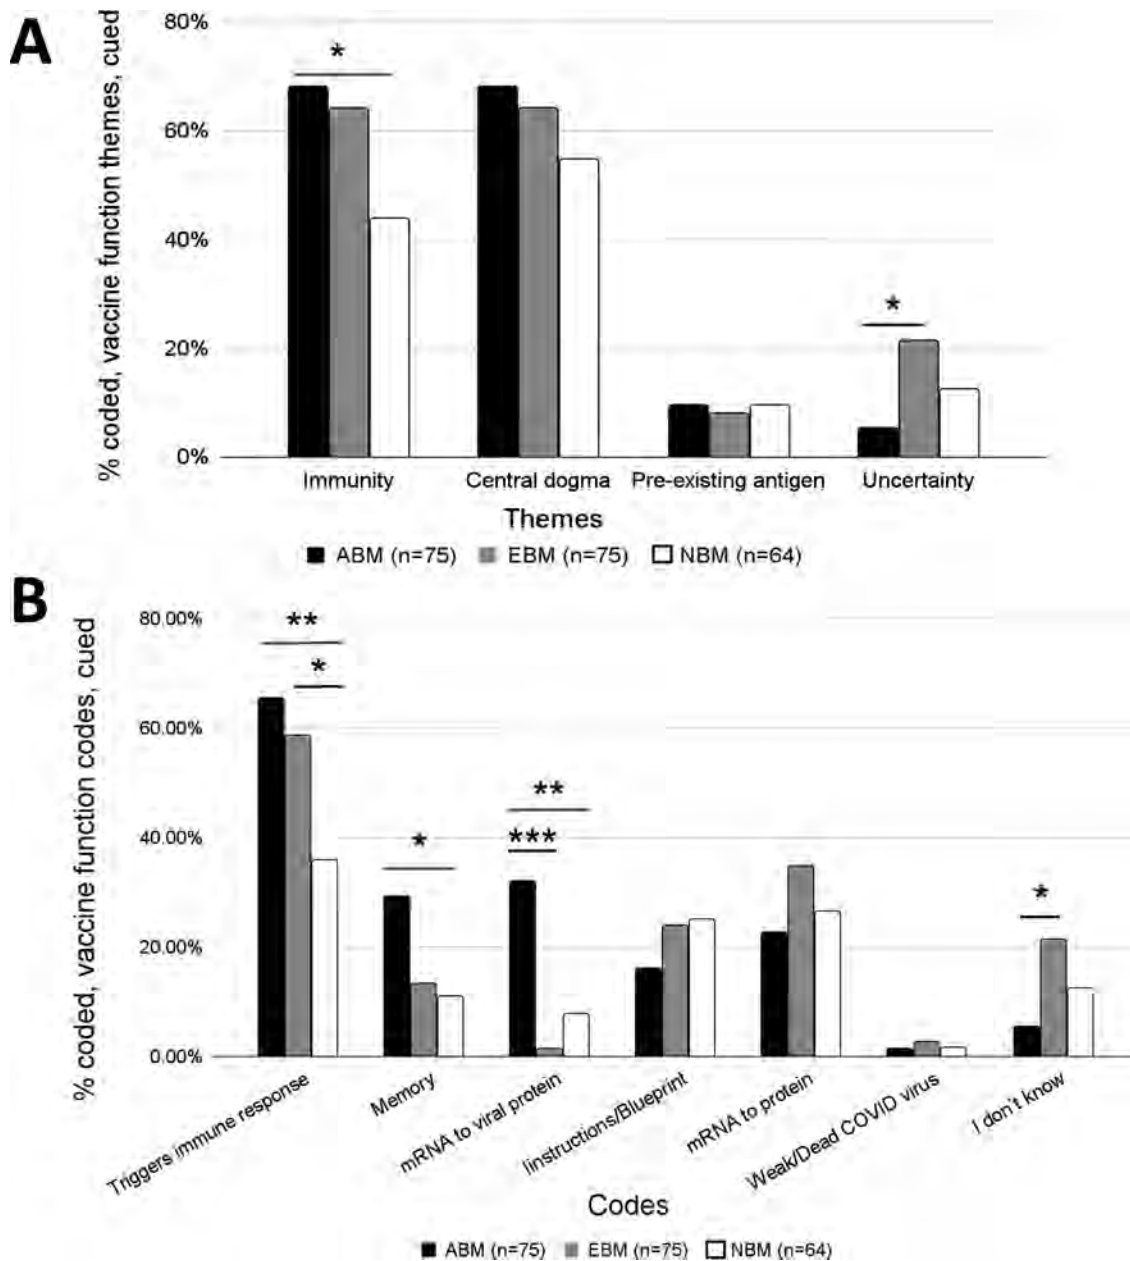 A
% coded, vaccine function themes, cued
80%
60%
40%
20%
0%
*
*
Immunity
Central dogma
Pre-existing antigen
Uncertainty
Themes
ABM (n=75)
EBM (n=75)
NBM (n=64)
B
% coded, vaccine function codes, cued
80.00%
60.00%
40.00%
20.00%
0.00%
**
*
*
**
***
*
Triggers immune response
Memory
mRNA to viral protein
Iinstructions/Blueprint
mRNA to protein
Weak/Dead COVID virus
I don't know
Codes
ABM (n=75)
EBM (n=75)
NBM (n=64)